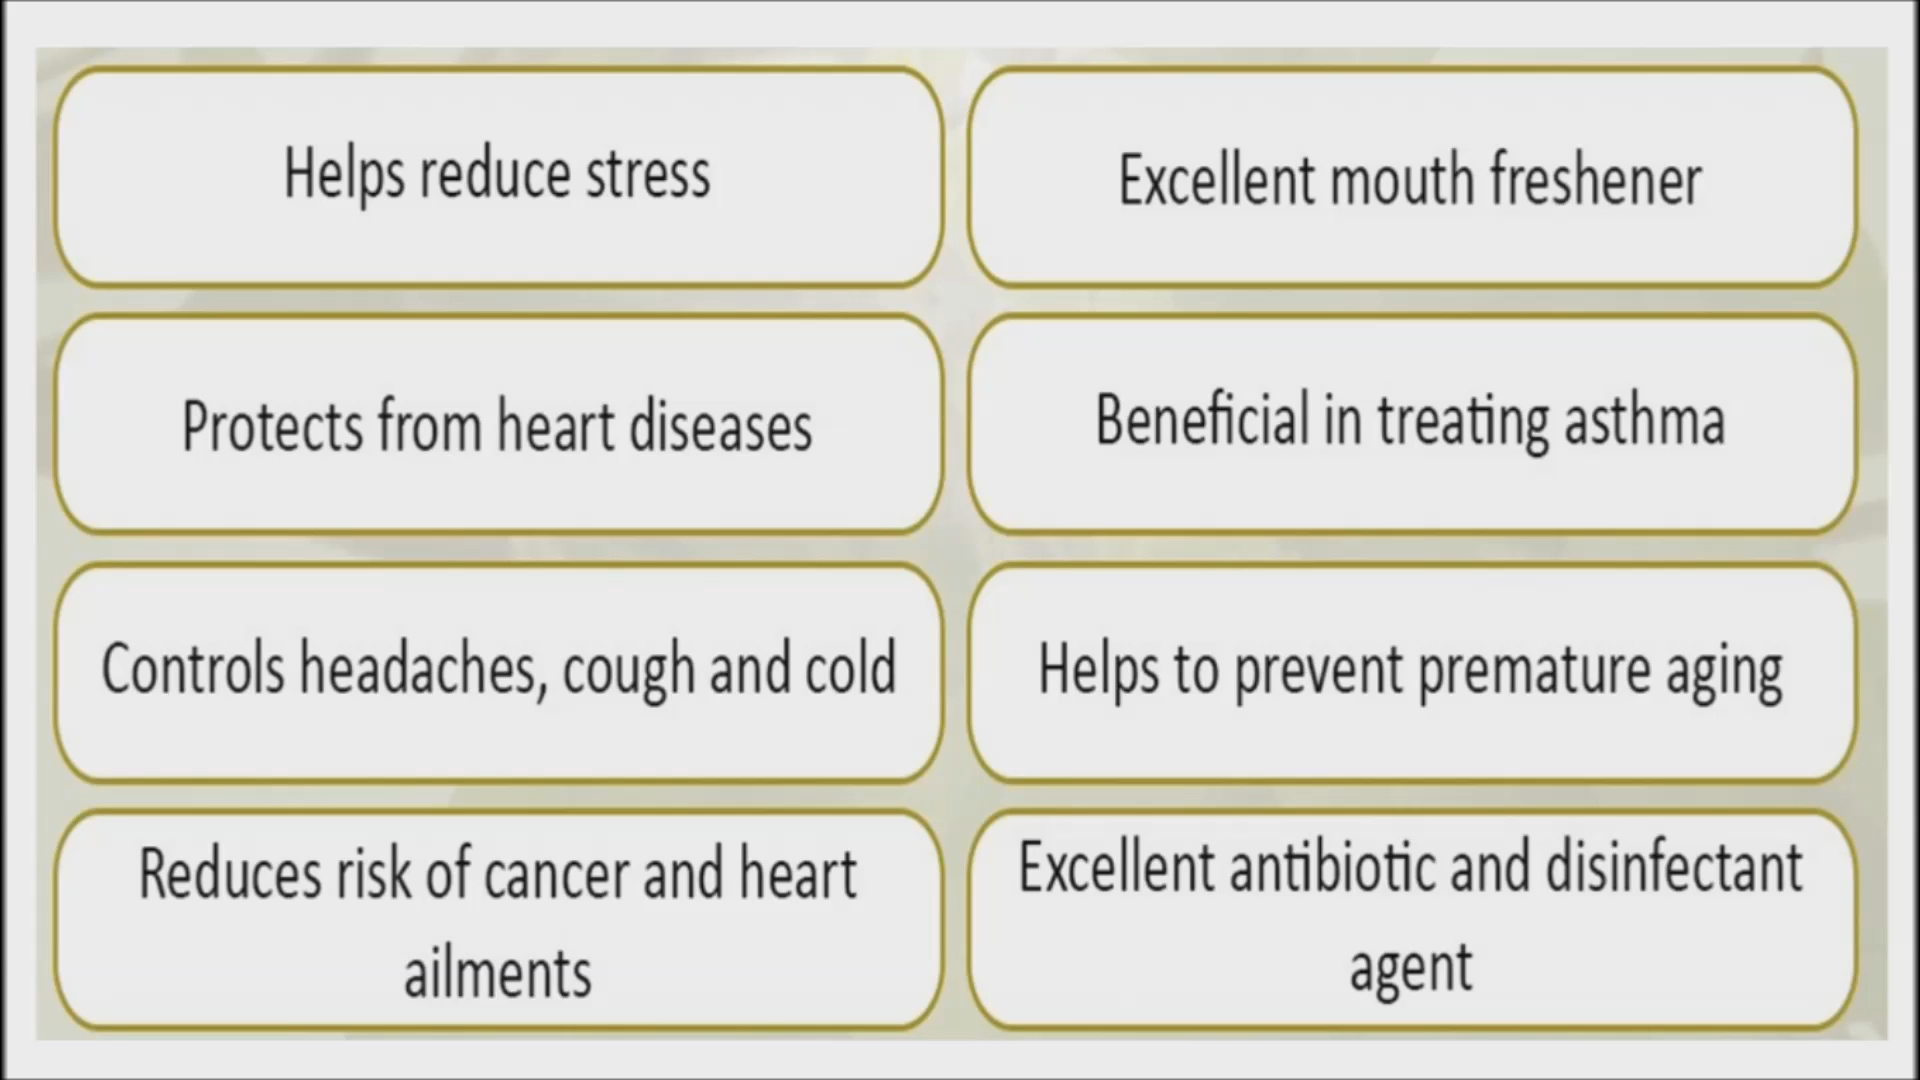 Helps reduce stress
Excellent mouth freshener
Protects from heart diseases
Beneficial in treating asthma
Controls headaches, cough and cold
Helps to prevent premature aging
Reduces risk of cancer and heart
ailments
Excellent antibiotic and disinfectant
agent